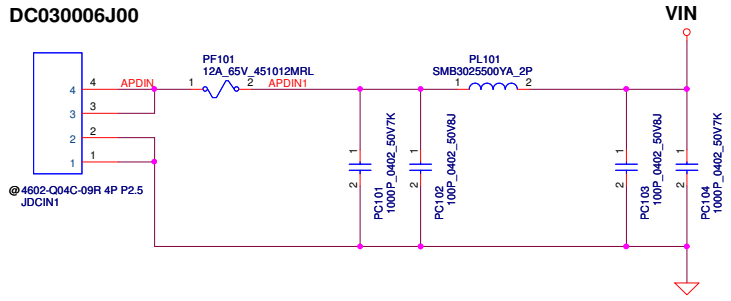 DC030006J00
VIN
PF101
12A_65V_451012MRL
PL101
SMB3025500YA_2P
4
4
APDIN
1
2
APDIN1
1
2
3
3
2
2
1
1
1
2
PC101
1000P_0402_50V7K
1
2
PC102
100P_0402_50V8J
1
2
PC103
100P_0402_50V8J
1
2
PC104
1000P_0402_50V7K
@ 4602-Q04C-09R 4P P2.5
JDCIN1